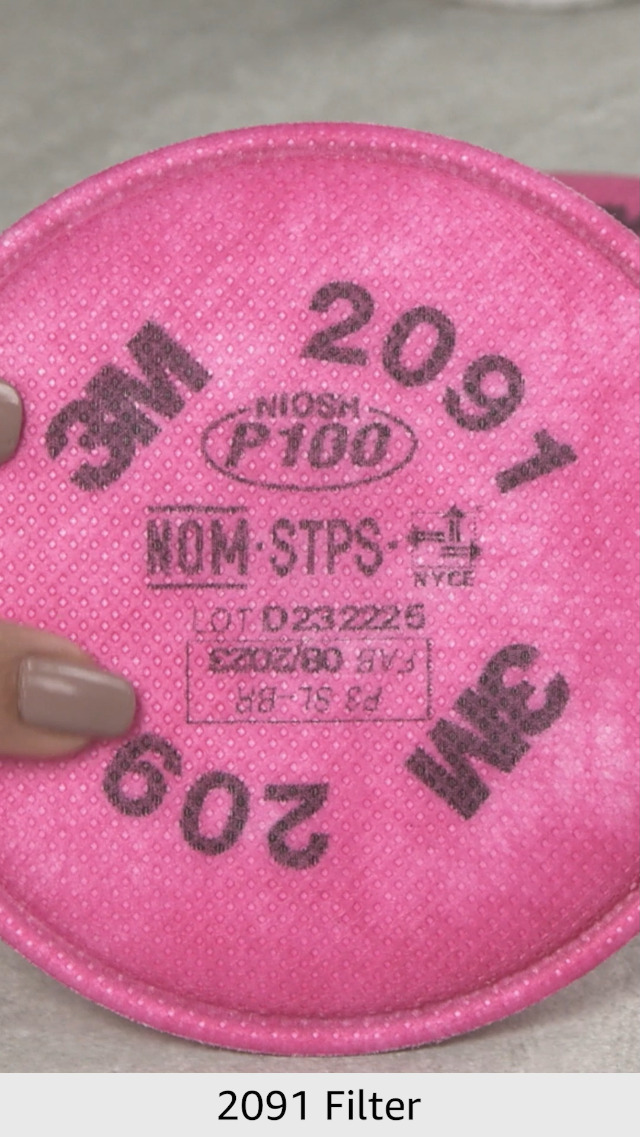 3M 2091
NIOSH
P100
NOM·STPS·
NYCE
LOT D232225
FAB 08/2023
P3 SL-BR
3M
209
2091 Filter